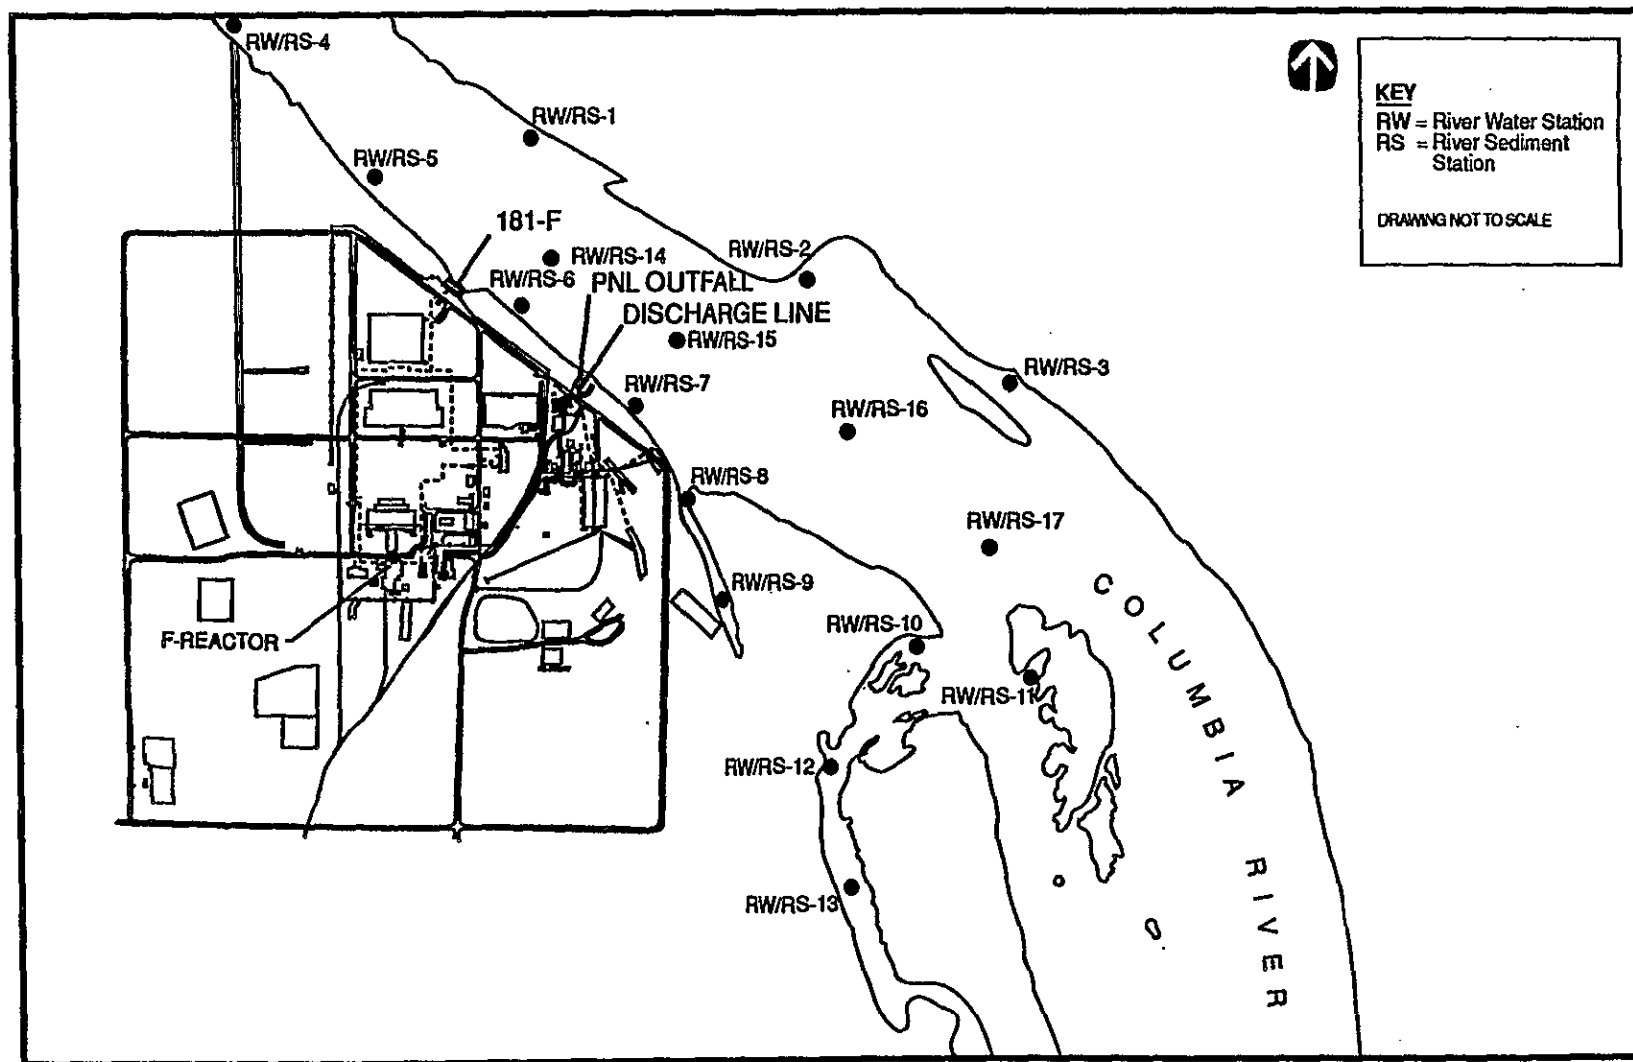 RW/RS-4
RW/RS-1
RW/RS-5
181-F
RW/RS-14
RW/RS-2
RW/RS-6
PNL OUTFALL
DISCHARGE LINE
RW/RS-15
RW/RS-3
RW/RS-7
RW/RS-16
RW/RS-8
RW/RS-17
RW/RS-9
COLUMBIA RIVER
F-REACTOR
RW/RS-10
RW/RS-11
RW/RS-12
RW/RS-13
KEY
RW = River Water Station
RS = River Sediment
Station
DRAWING NOT TO SCALE